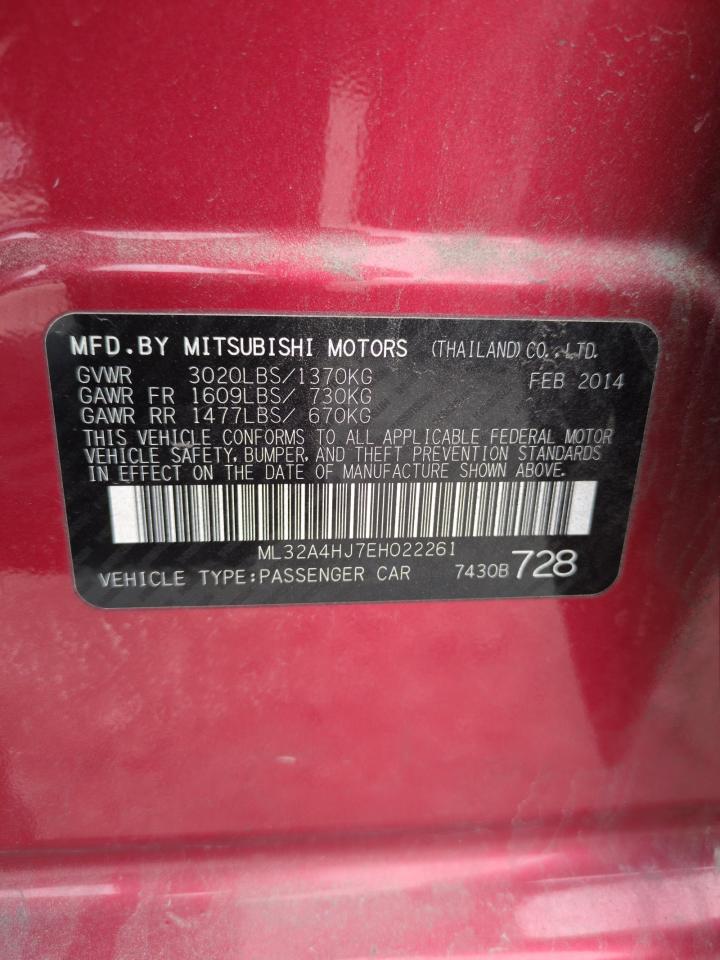 MFD.BY MITSUBISHI MOTORS (THAILAND) CO.,LTD.
GVWR 3020LBS/1370KG FEB 2014
GAWR FR 1609LBS/ 730KG
GAWR RR 1477LBS/ 670KG
THIS VEHICLE CONFORMS TO ALL APPLICABLE FEDERAL MOTOR
VEHICLE SAFETY, BUMPER, AND THEFT PREVENTION STANDARDS
IN EFFECT ON THE DATE OF MANUFACTURE SHOWN ABOVE.
ML32A4HJ7EH022261
VEHICLE TYPE:PASSENGER CAR 7430B728